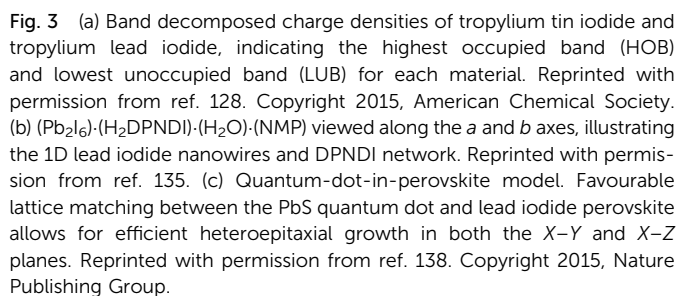 Fig. 3 (a) Band decomposed charge densities of tropylium tin iodide and
tropylium lead iodide, indicating the highest occupied band (HOB)
and lowest unoccupied band (LUB) for each material. Reprinted with
permission from ref. 128. Copyright 2015, American Chemical Society.
(b) (Pb₂I₆)·(H₂DPNDI)·(H₂O)·(NMP) viewed along the a and b axes, illustrating
the 1D lead iodide nanowires and DPNDI network. Reprinted with permis-
sion from ref. 135. (c) Quantum-dot-in-perovskite model. Favourable
lattice matching between the PbS quantum dot and lead iodide perovskite
allows for efficient heteroepitaxial growth in both the X–Y and X–Z
planes. Reprinted with permission from ref. 138. Copyright 2015, Nature
Publishing Group.